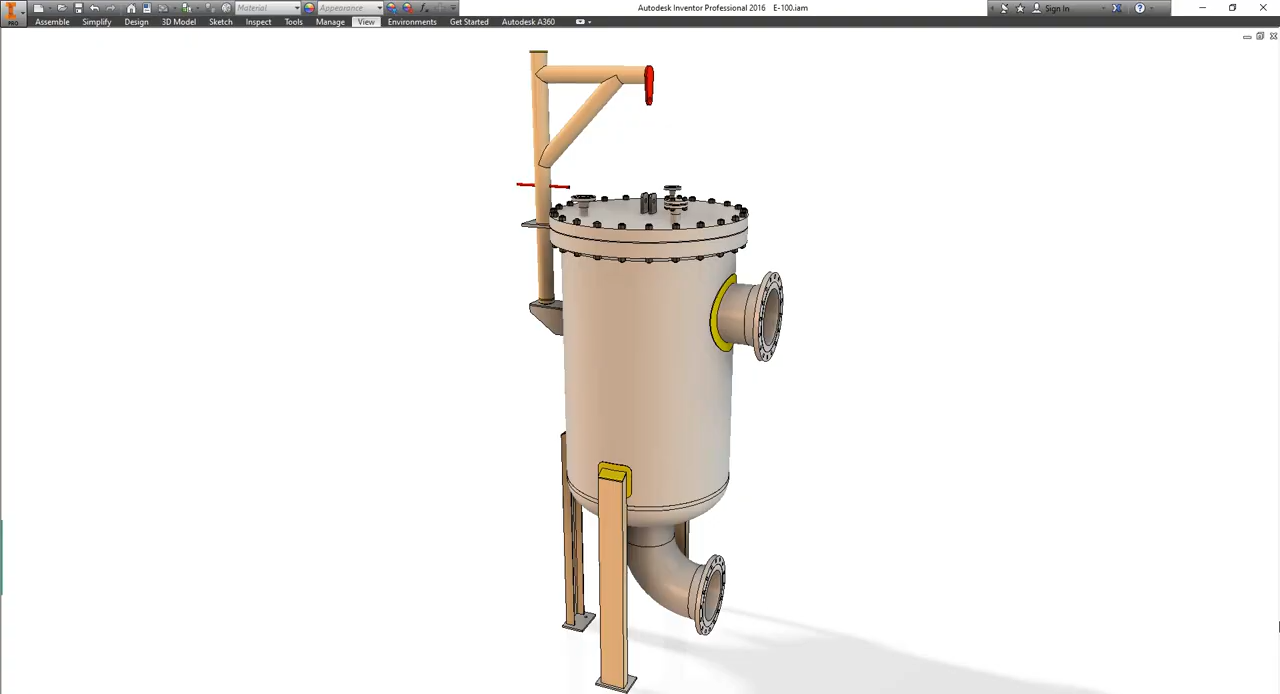 Material
Appearance
Autodesk Inventor Professional 2016 E-100.iam
Sign In
PRO
Assemble Simplify Design 3D Model Sketch Inspect Tools Manage View Environments Get Started Autodesk A360